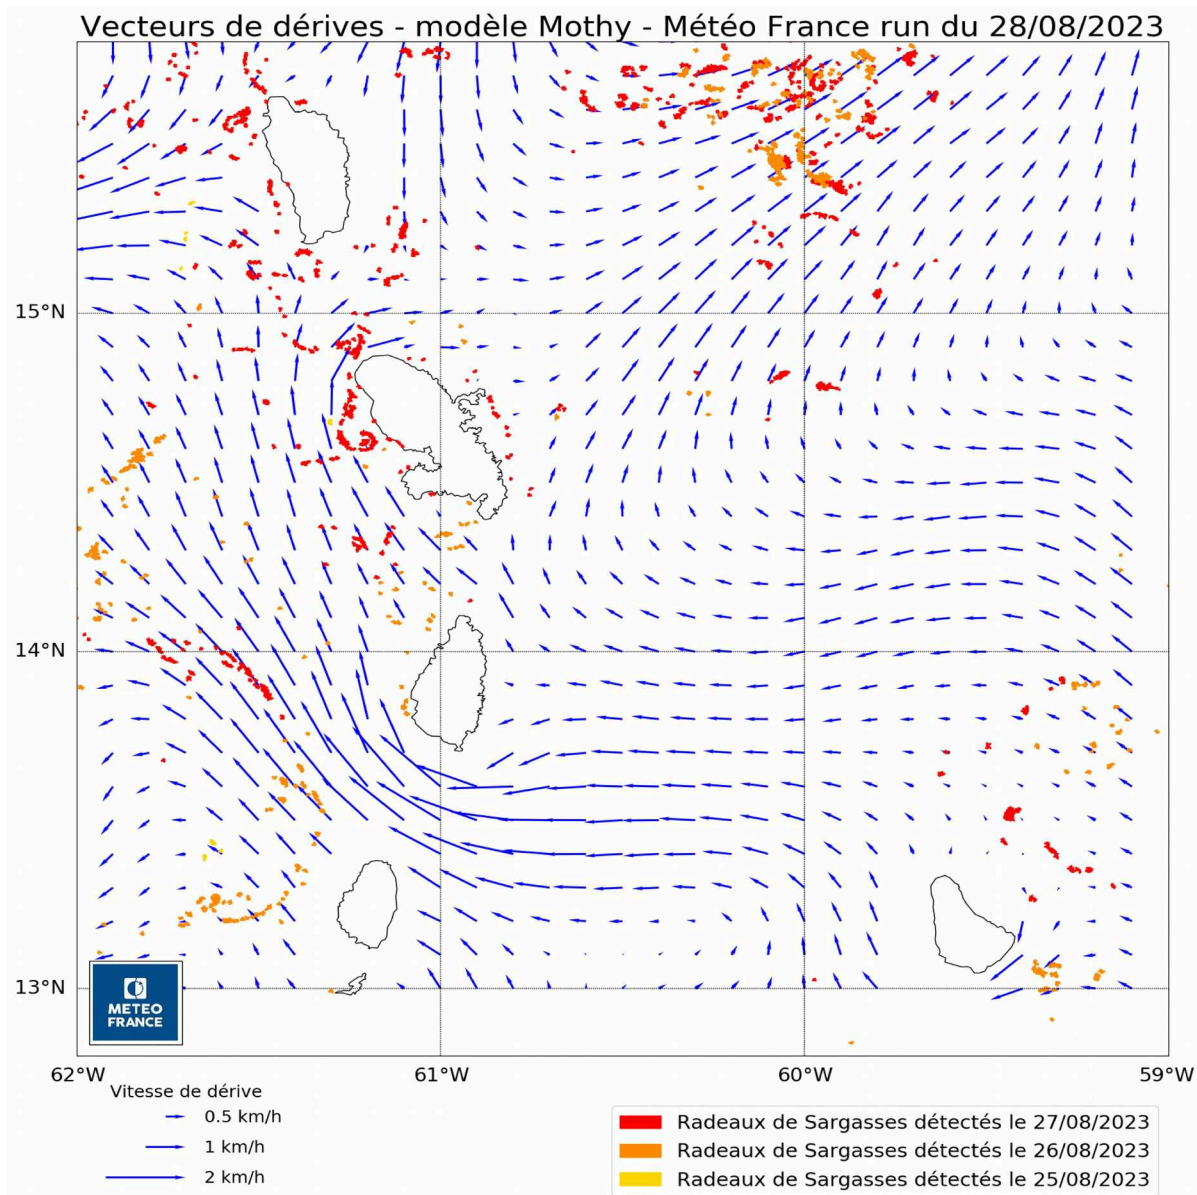 Vecteurs de dérives - modèle Mothy - Météo France run du 28/08/2023
15°N
14°N
13°N
METEO
FRANCE
62°W
61°W
60°W
59°W
Vitesse de dérive
0.5 km/h
1 km/h
2 km/h
Radeaux de Sargasses détectés le 27/08/2023
Radeaux de Sargasses détectés le 26/08/2023
Radeaux de Sargasses détectés le 25/08/2023